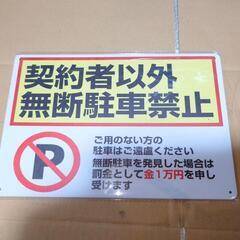 契約者以外
無断駐車禁止
P
ご用のない方の
駐車はご遠慮ください
無断駐車を発見した場合は
罰金として金1万円を申し
受けます